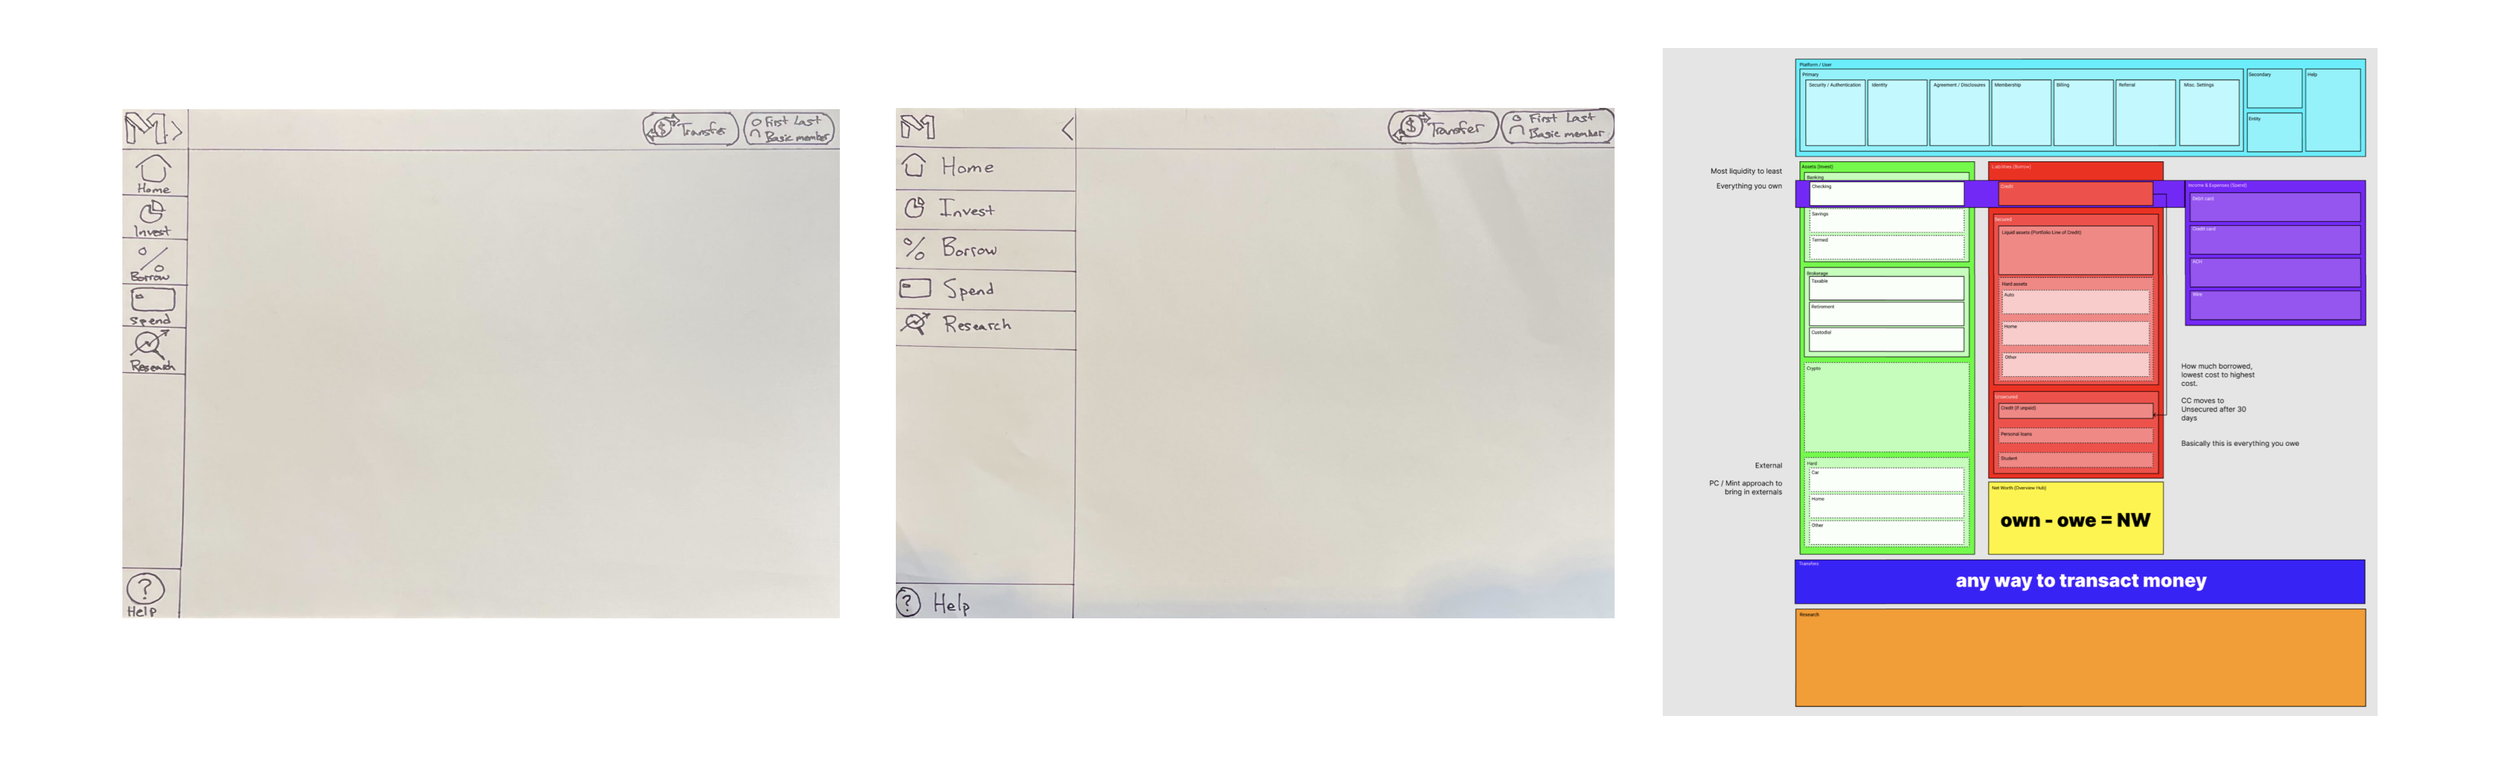 M
Transfer
First Last
Basic member
Home
Invest
Borrow
Spend
Research
?
Help
M
Transfer
First Last
Basic member
Home
Invest
Borrow
Spend
Research
?
Help
Platform / User
Primary
Security / Authentication
Identity
Agreement / Disclosures
Membership
Billing
Referral
Misc. Settings
Secondary
Entity
Help
Most liquidity to least
Everything you own
Assets (Invest)
Banking
Checking
Savings
Termed
Brokerage
Taxable
Retirement
Custodial
Crypto
External
PC / Mint approach to
bring in externals
Hard
Car
Home
Other
Liabilities (Borrow)
Credit
Secured
Liquid assets (Portfolio Line of Credit)
Hard assets
Auto
Home
Other
Unsecured
Credit (if unpaid)
Personal loans
Student
Income & Expenses (Spend)
Debit card
Credit card
ACH
Wire
How much borrowed,
lowest cost to highest
cost.
CC moves to
Unsecured after 30
days
Basically this is everything you owe
Net Worth (Overview Hub)
own - owe = NW
Transfers
any way to transact money
Research